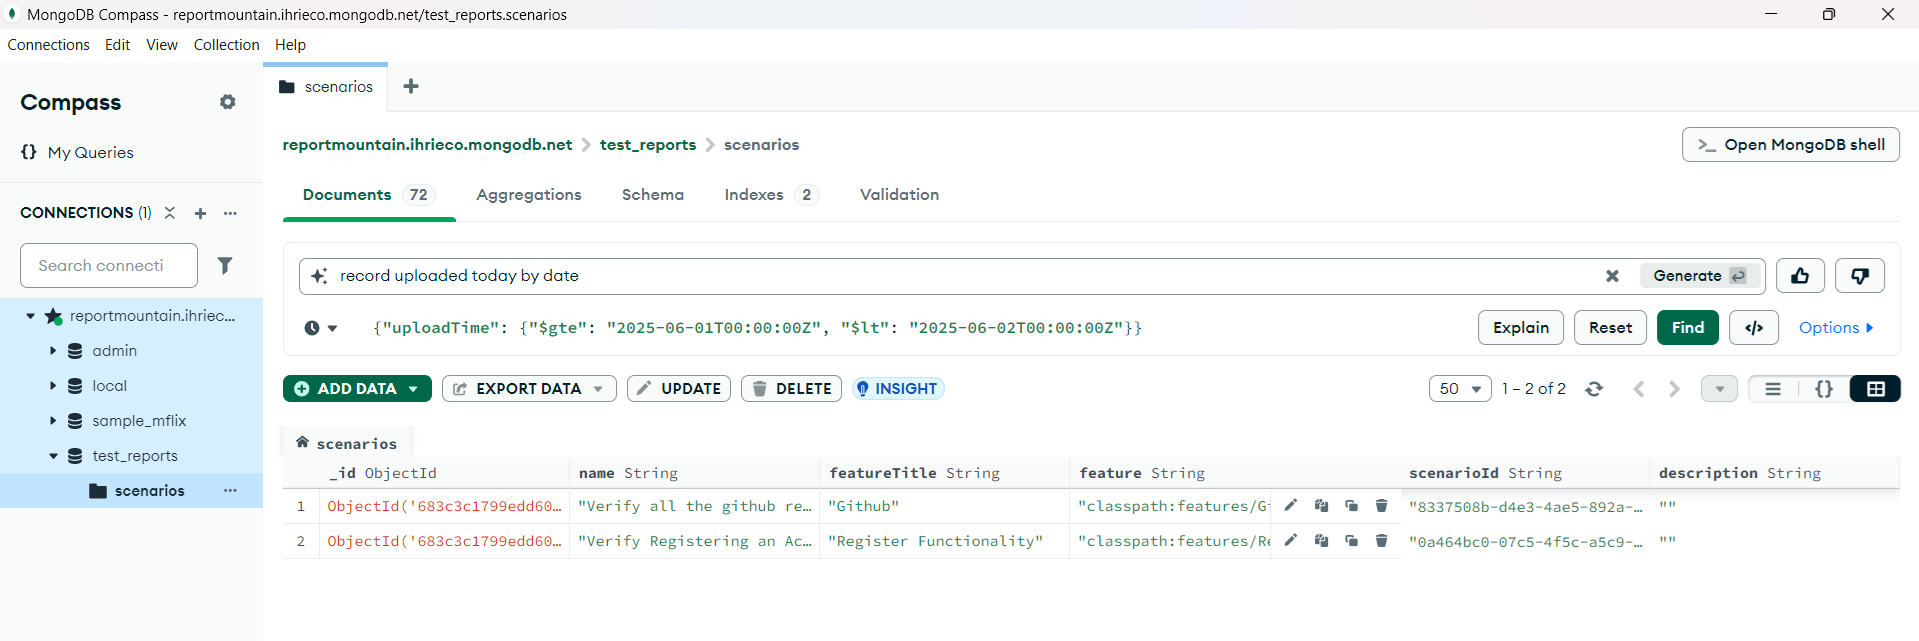 MongoDB Compass - reportmountain.ihrieco.mongodb.net/test_reports.scenarios
Connections Edit View Collection Help
Compass
{} My Queries
CONNECTIONS (1)
Search connecti
reportmountain.ihriec...
admin
local
sample_mflix
test_reports
scenarios
scenarios
reportmountain.ihrieco.mongodb.net > test_reports > scenarios
>_ Open MongoDB shell
Documents 72 Aggregations Schema Indexes 2 Validation
record uploaded today by date
Generate
{"uploadTime": {"$gte": "2025-06-01T00:00:00Z", "$lt": "2025-06-02T00:00:00Z"}}
Explain Reset Find </> Options
ADD DATA EXPORT DATA UPDATE DELETE INSIGHT
50 1 – 2 of 2 {}
scenarios
_id ObjectId name String featureTitle String feature String scenarioId String description String
1 ObjectId('683c3c1799edd60... "Verify all the github re... "Github" "classpath:features/G "8337508b-d4e3-4ae5-892a-... ""
2 ObjectId('683c3c1799edd60... "Verify Registering an Ac... "Register Functionality" "classpath:features/Re "0a464bc0-07c5-4f5c-a5c9-... ""